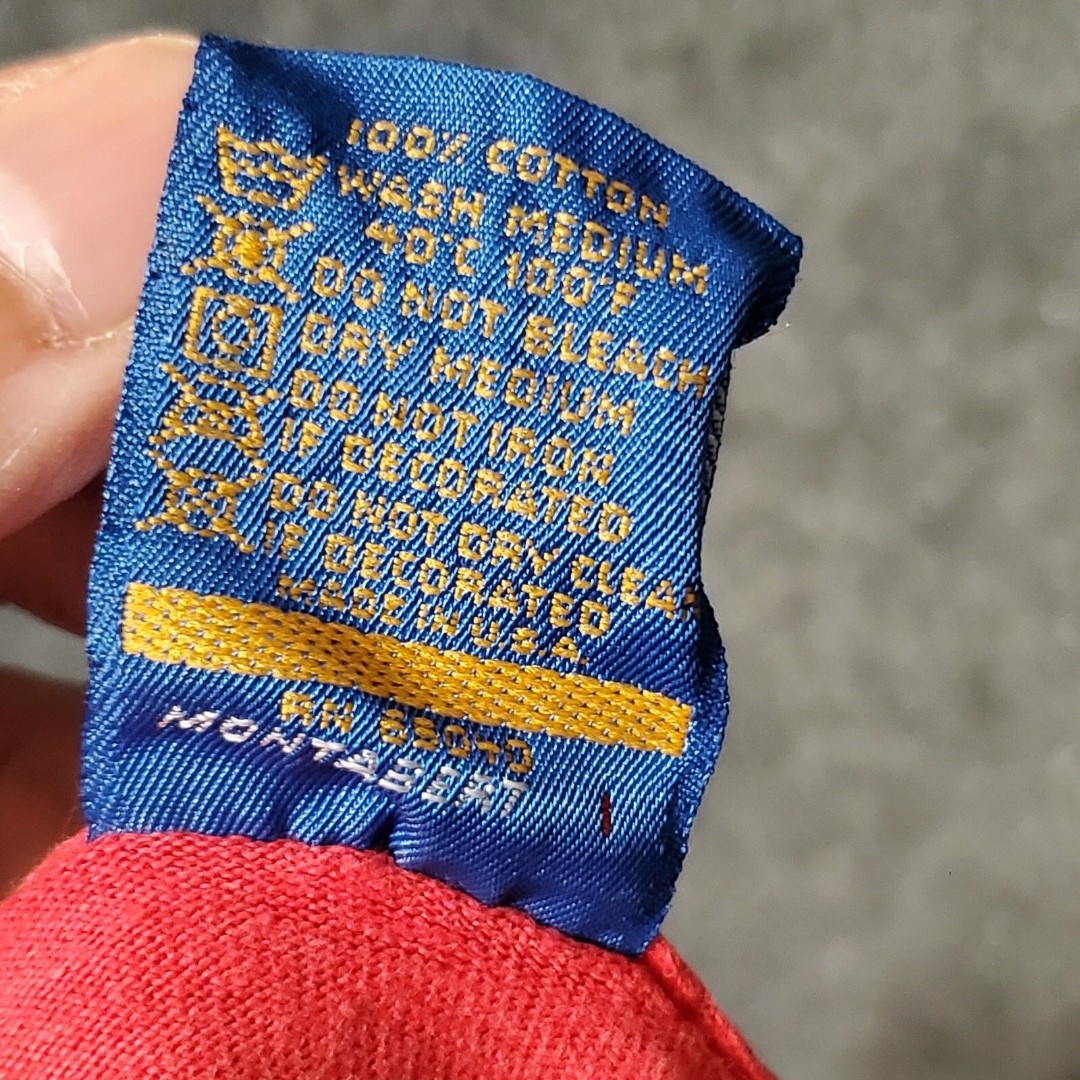 100% COTTON
WASH MEDIUM
40°C 100°F
DO NOT BLEACH
DRY MEDIUM
DO NOT IRON
IF DECORATED
DO NOT DRY CLEAN
IF DECORATED
MADE IN U.S.A.
RN 63040
MONTABERT